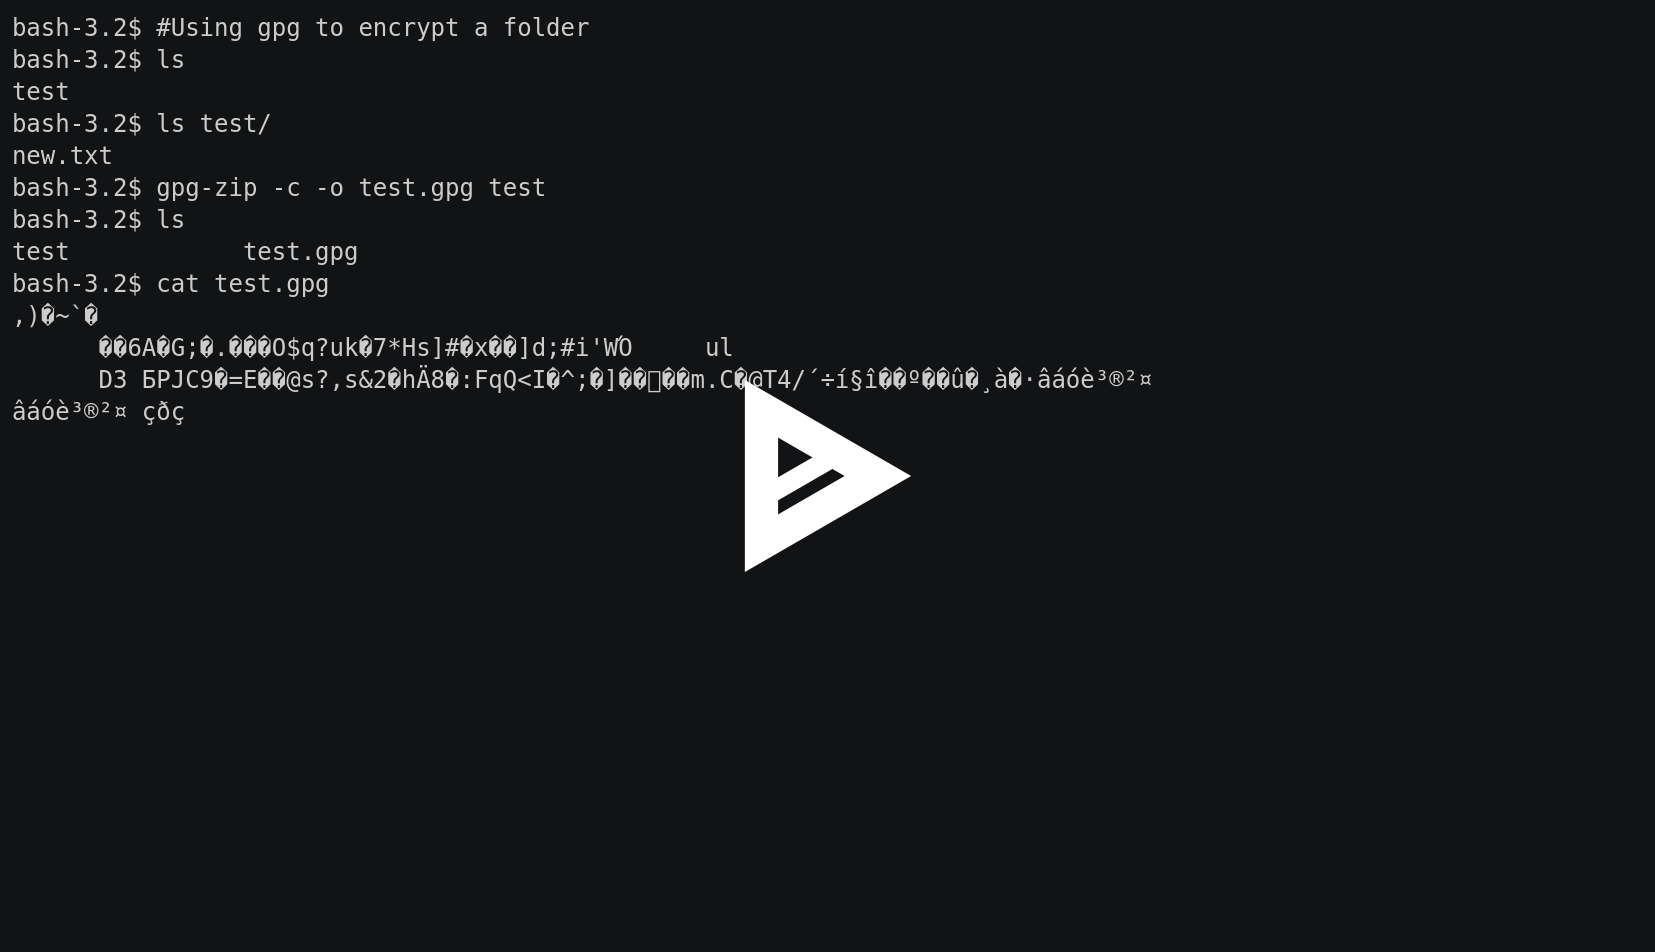 bash-3.2$ #Using gpg to encrypt a folder
bash-3.2$ ls
test
bash-3.2$ ls test/
new.txt
bash-3.2$ gpg-zip -c -o test.gpg test
bash-3.2$ ls
test            test.gpg
bash-3.2$ cat test.gpg
,)�~`�
      ��6A�G;�.���O$q?uk�7*Hs]#�x��]d;#i'WO     ul
      D3 БPJC9�=E��@s?,s&2�hÄ8�:FqQ<I�^;�]��▯��m.C�@T4/´÷í§î��º��û�¸à�·âáóè³®²¤
âáóè³®²¤ çðç